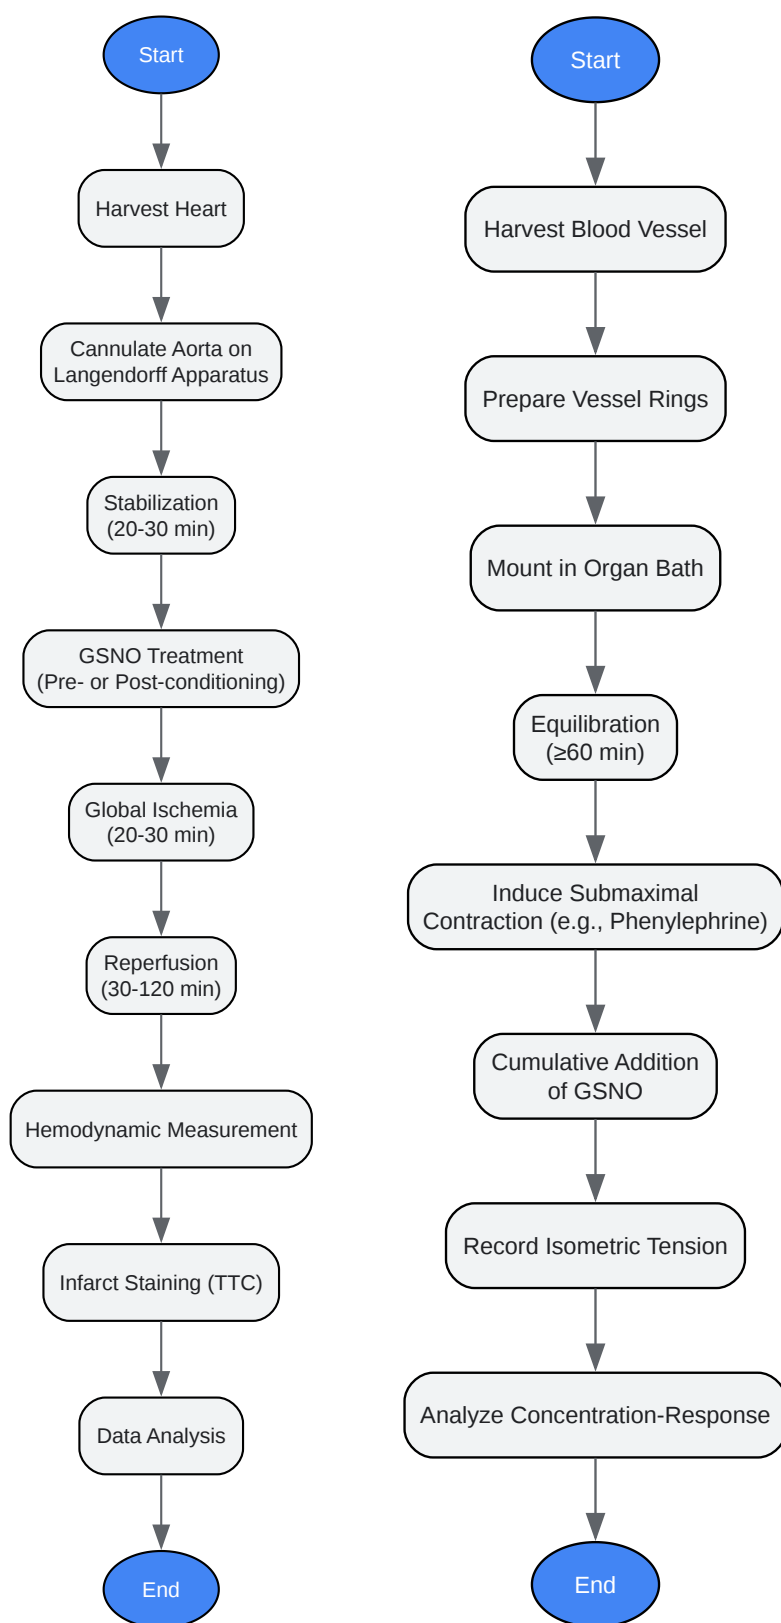 Start
Harvest Heart
Cannulate Aorta on
Langendorff Apparatus
Stabilization
(20-30 min)
GSNO Treatment
(Pre- or Post-conditioning)
Global Ischemia
(20-30 min)
Reperfusion
(30-120 min)
Hemodynamic Measurement
Infarct Staining (TTC)
Data Analysis
End
Start
Harvest Blood Vessel
Prepare Vessel Rings
Mount in Organ Bath
Equilibration
(≥60 min)
Induce Submaximal
Contraction (e.g., Phenylephrine)
Cumulative Addition
of GSNO
Record Isometric Tension
Analyze Concentration-Response
End